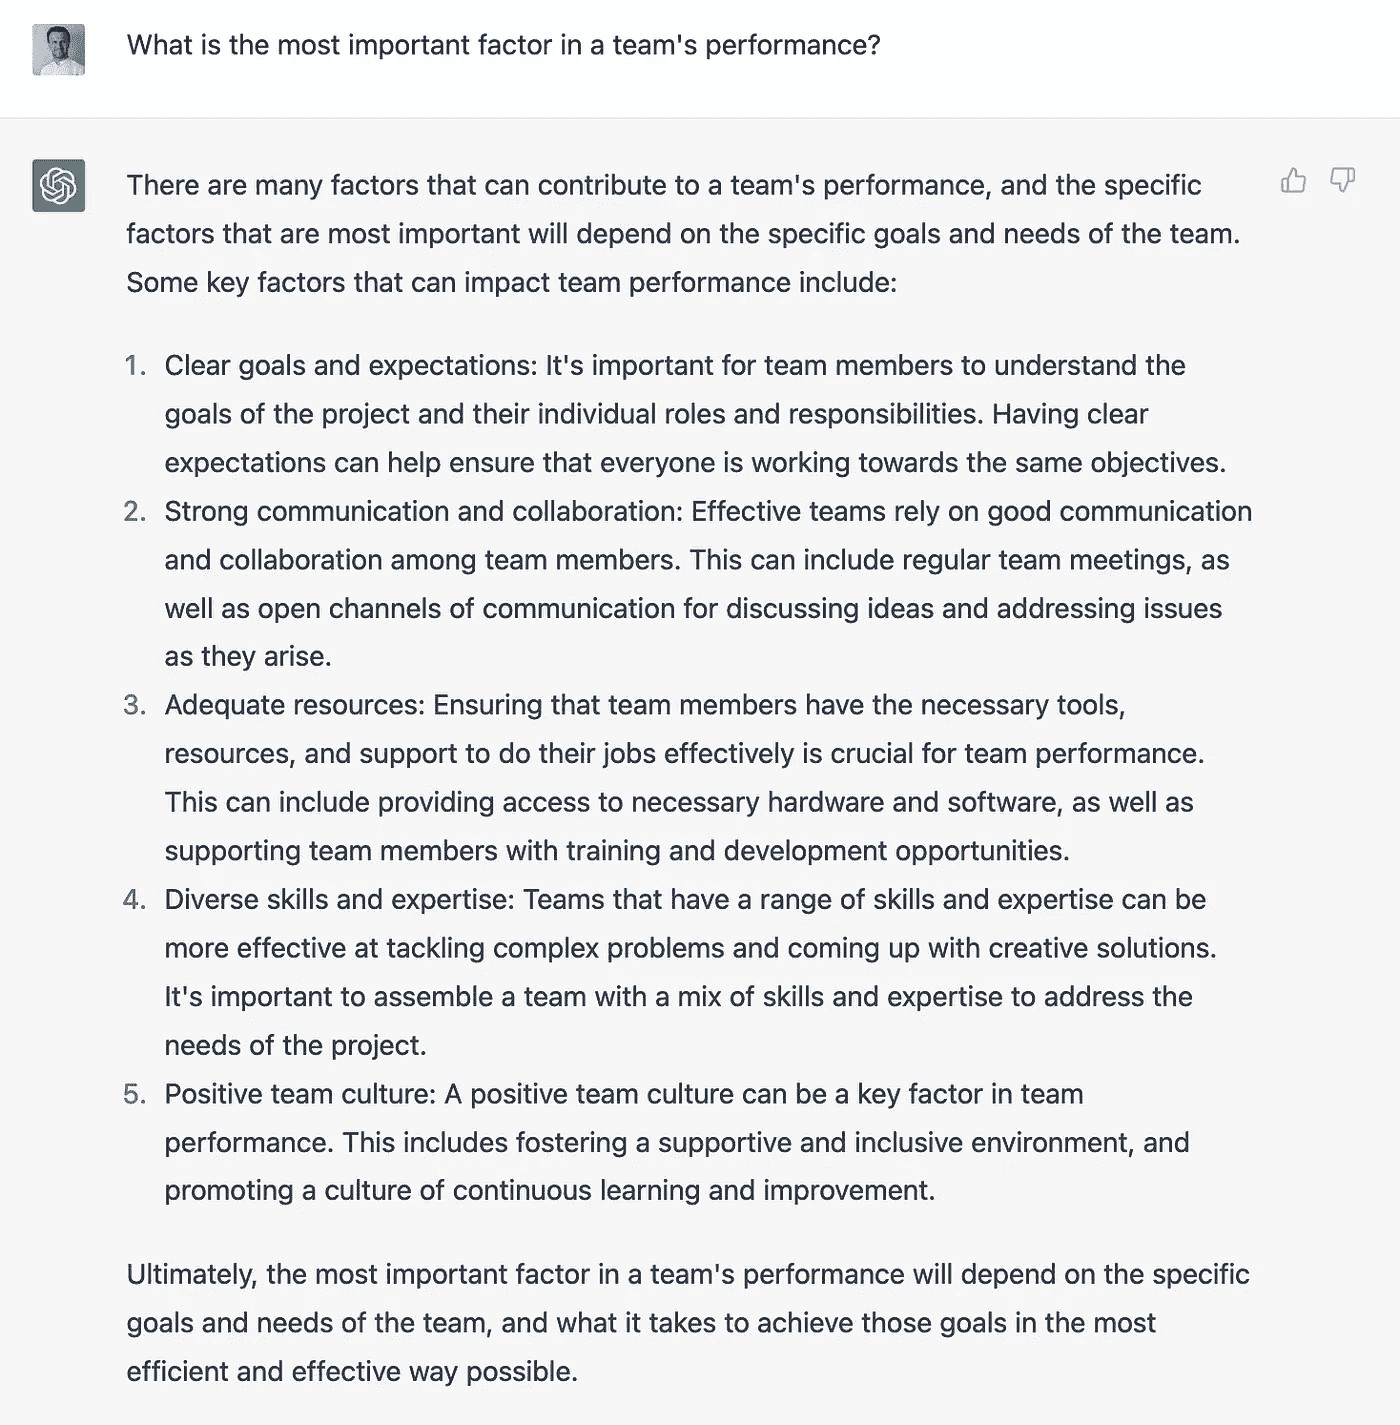 What is the most important factor in a team's performance?
There are many factors that can contribute to a team's performance, and the specific
factors that are most important will depend on the specific goals and needs of the team.
Some key factors that can impact team performance include:
1. Clear goals and expectations: It's important for team members to understand the
goals of the project and their individual roles and responsibilities. Having clear
expectations can help ensure that everyone is working towards the same objectives.
2. Strong communication and collaboration: Effective teams rely on good communication
and collaboration among team members. This can include regular team meetings, as
well as open channels of communication for discussing ideas and addressing issues
as they arise.
3. Adequate resources: Ensuring that team members have the necessary tools,
resources, and support to do their jobs effectively is crucial for team performance.
This can include providing access to necessary hardware and software, as well as
supporting team members with training and development opportunities.
4. Diverse skills and expertise: Teams that have a range of skills and expertise can be
more effective at tackling complex problems and coming up with creative solutions.
It's important to assemble a team with a mix of skills and expertise to address the
needs of the project.
5. Positive team culture: A positive team culture can be a key factor in team
performance. This includes fostering a supportive and inclusive environment, and
promoting a culture of continuous learning and improvement.
Ultimately, the most important factor in a team's performance will depend on the specific
goals and needs of the team, and what it takes to achieve those goals in the most
efficient and effective way possible.